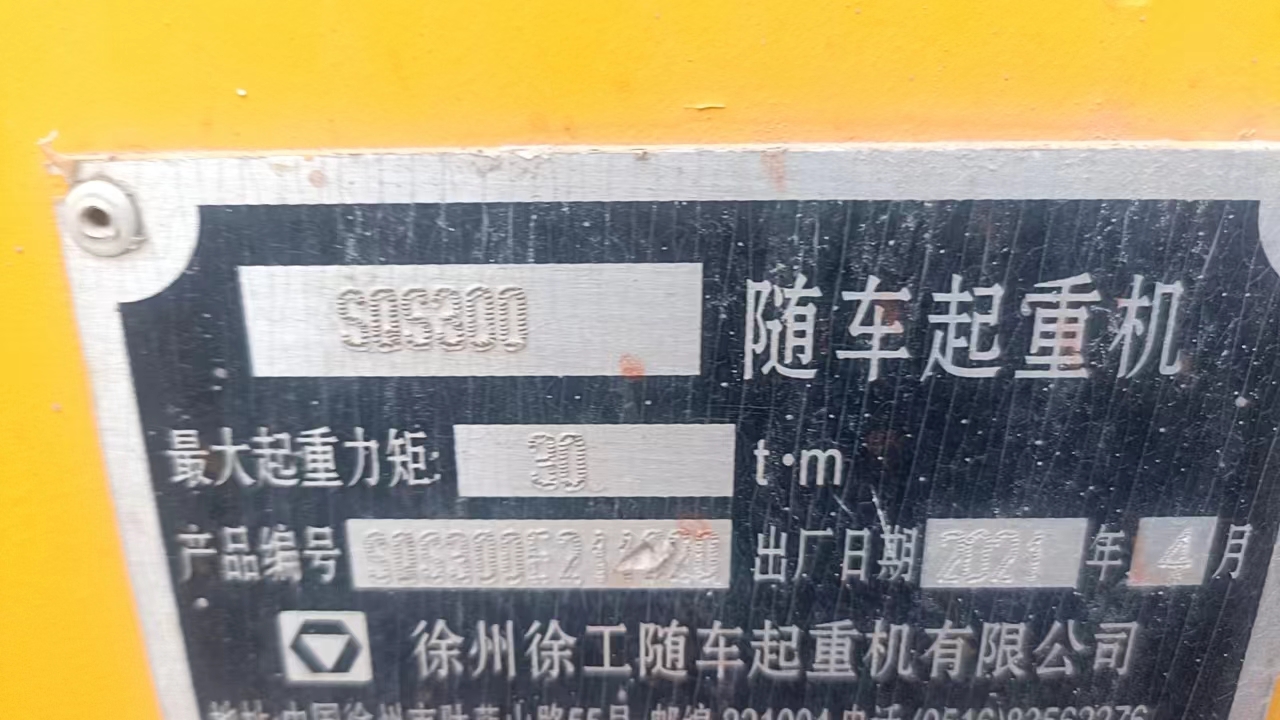 SQS300 随车起重机
最大起重力矩: 30 t·m
产品编号 出厂日期 2021 年 4 月
徐州徐工随车起重机有限公司